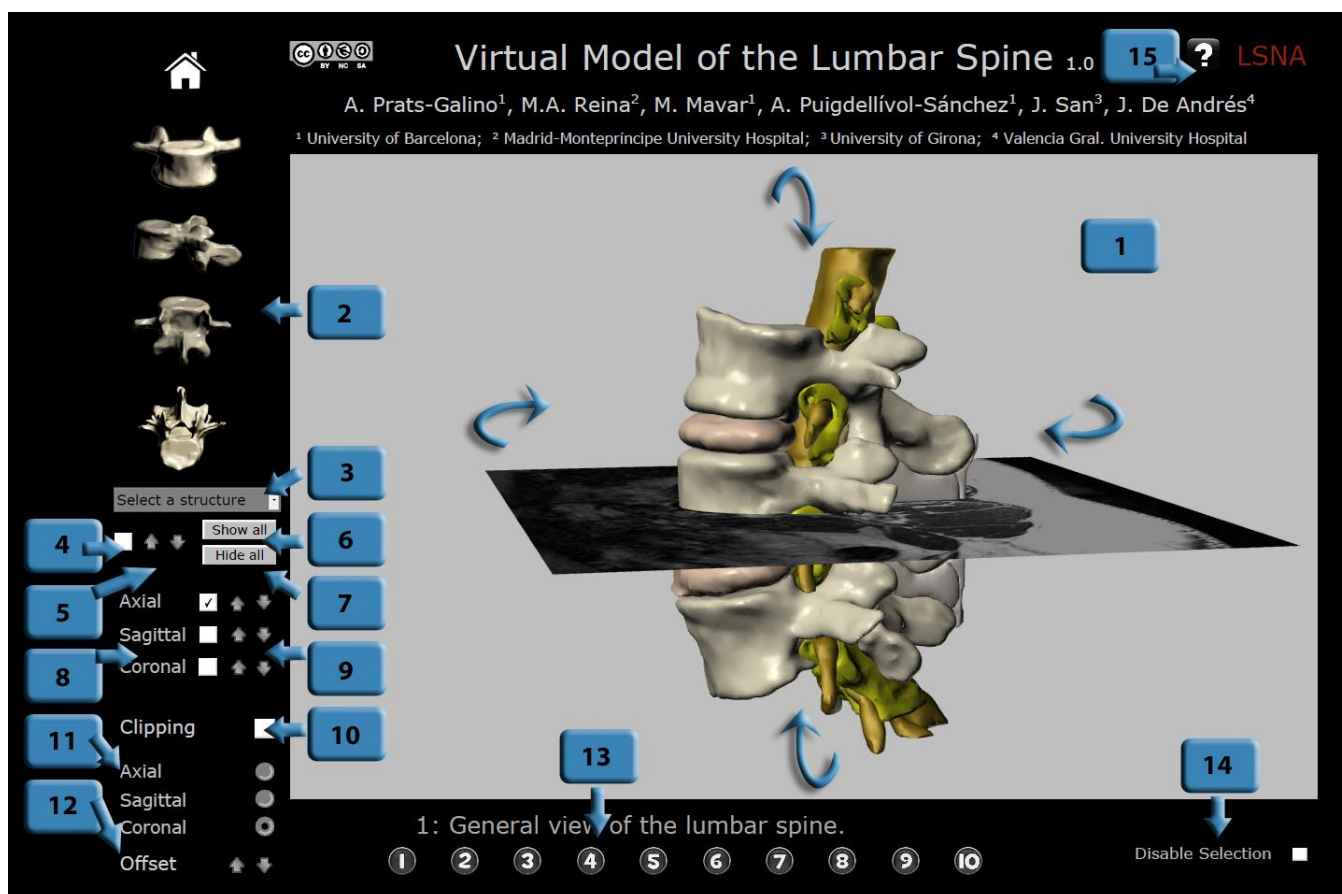 BY NC SA
Virtual Model of the Lumbar Spine 1.0
15
?
LSNA
A. Prats-Galino¹, M.A. Reina², M. Mavar¹, A. Puigdellívol-Sánchez¹, J. San³, J. De Andrés⁴
¹ University of Barcelona; ² Madrid-Montepríncipe University Hospital; ³ University of Girona; ⁴ Valencia Gral. University Hospital
1
2
3
Select a structure
4
Show all
6
Hide all
5
7
Axial
Sagittal
8
Coronal
9
Clipping
10
11
Axial
Sagittal
12
Coronal
Offset
13
14
1: General view of the lumbar spine.
1 2 3 4 5 6 7 8 9 10
Disable Selection